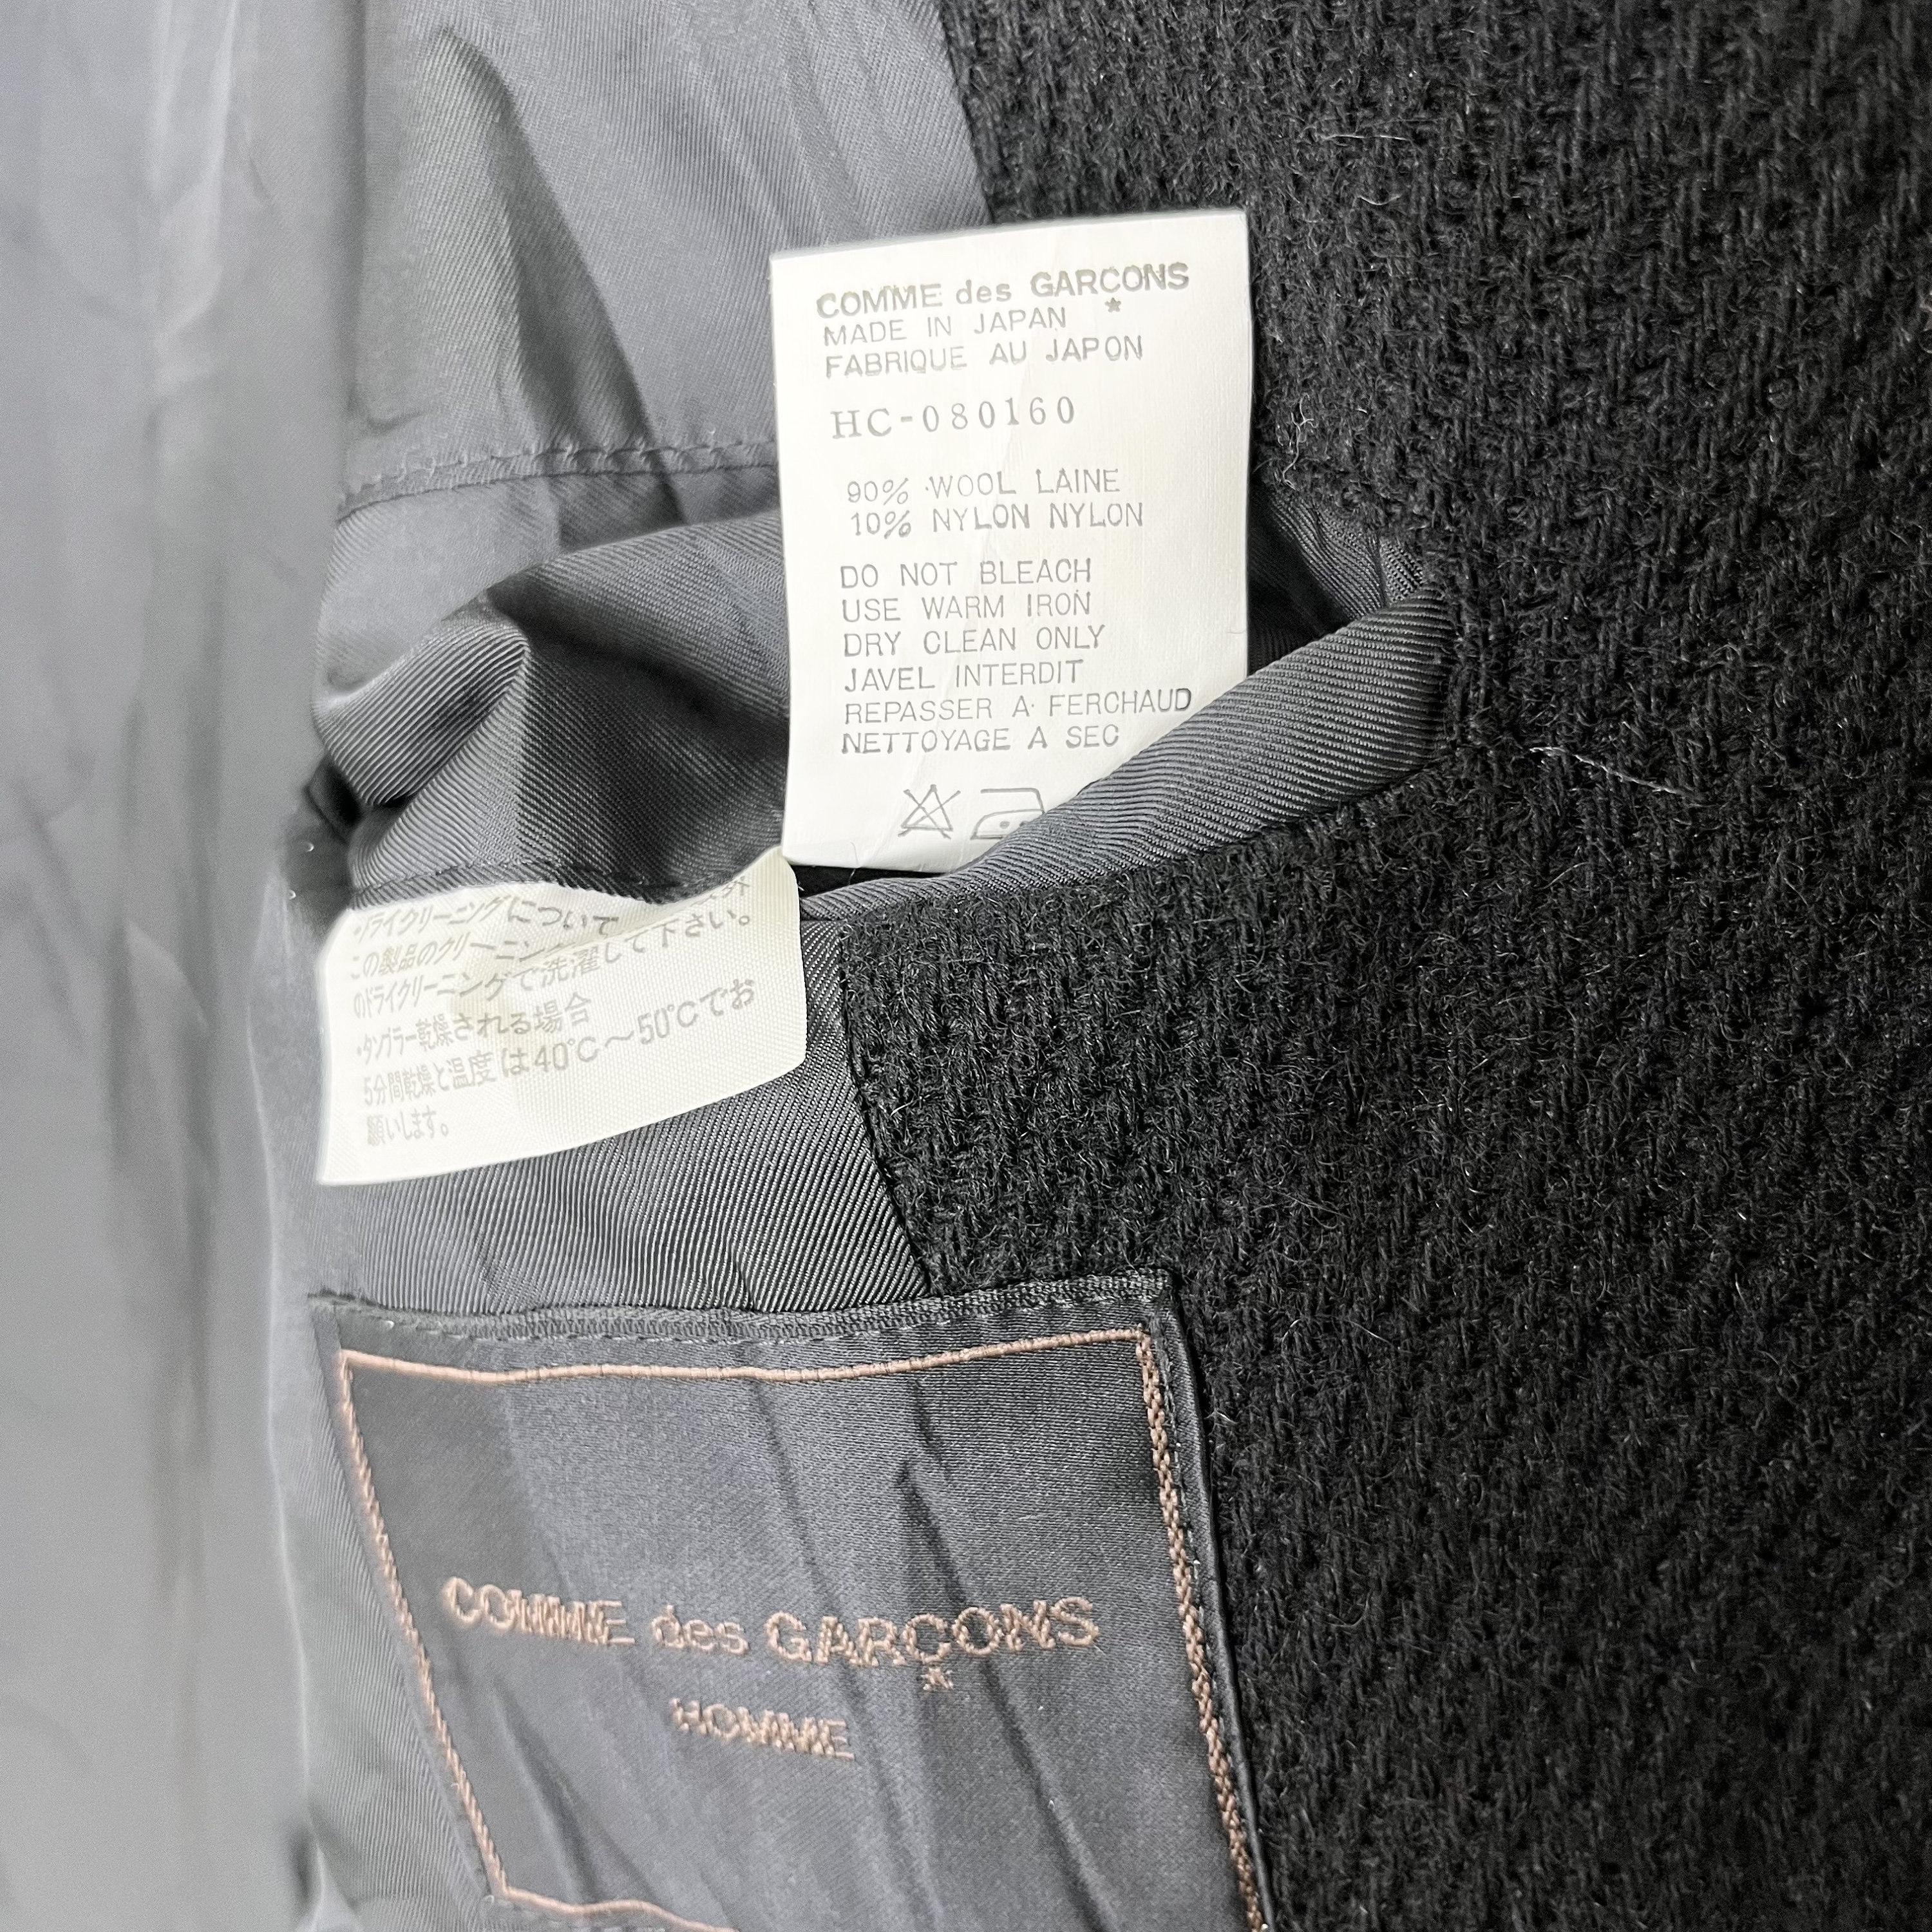 COMME des GARÇONS
*
MADE IN JAPAN
FABRIQUE AU JAPON
HC-080160
90% WOOL LAINE
10% NYLON NYLON
DO NOT BLEACH
USE WARM IRON
DRY CLEAN ONLY
JAVEL INTERDIT
REPASSER A FERCHAUD
NETTOYAGE A SEC
・ドライクリーニングについて
この製品のクリーニング
のドライクリーニングで洗濯して下さい。
・タンブラー乾燥される場合
5分間乾燥と温度は40℃〜50℃でお
願いします。
COMME des GARÇONS
*
HOMME